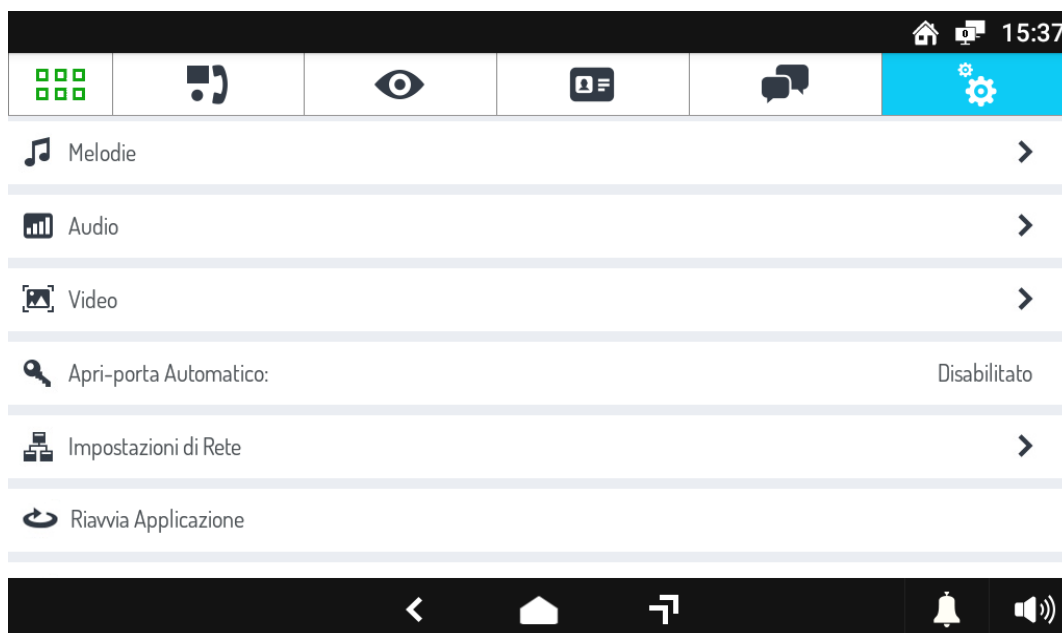 15:37
Melodie
Audio
Video
Apri-porta Automatico: Disabilitato
Impostazioni di Rete
Riavvia Applicazione